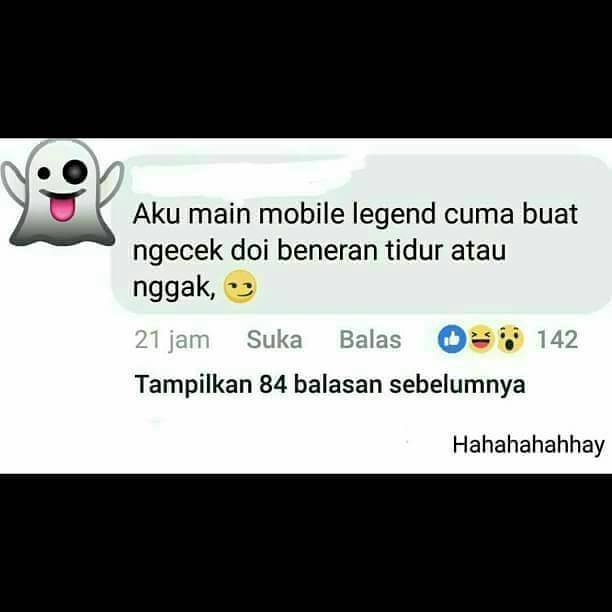 Aku main mobile legend cuma buat
ngecek doi beneran tidur atau
nggak, 😏
21 jam Suka Balas 142
Tampilkan 84 balasan sebelumnya
Hahahahahhay